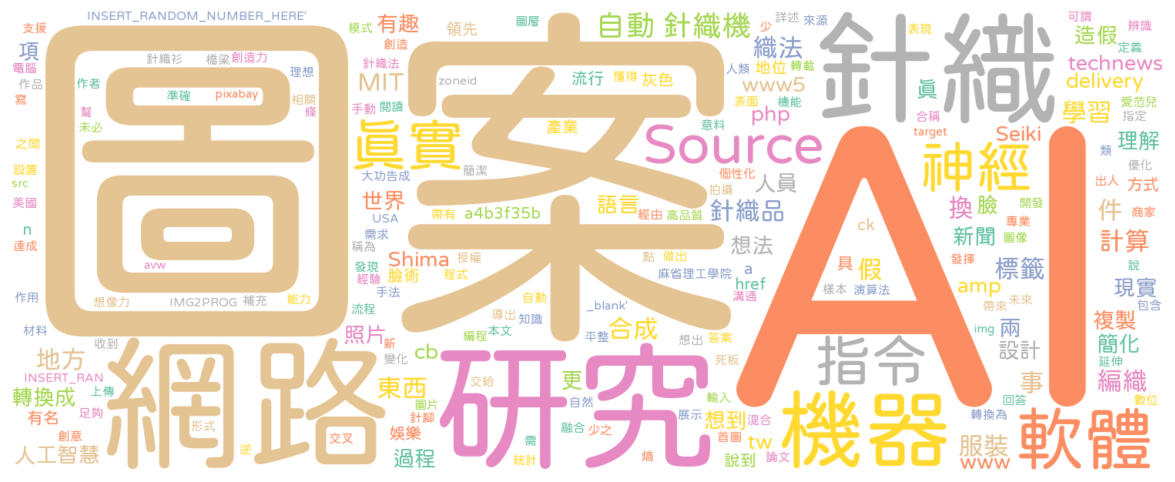 INSERT_RANDOM_NUMBER_HERE'
圖案
AI
針織
網路
研究
機器
軟體
神經
指令
真實
Source
自動 針織機
織法
造假
technews
delivery
學習
www5
MIT
領先
有趣
模式
創造
圖層
少
詳述
來源
表現
可謂
辨識
定義
支援
項
電腦
作品
寫
作者
針織衫
橋梁
創造力
理想
準確
pixabay
相關
條
幫
未必
之間
設置
src
美國
n
達成
avw
作用
想像力
IMG2PROG
補充
能力
材料
收到
地方
INSERT_RAN
轉換成
上傳
有名
足夠
創意
人工智慧
形式
逆
交叉
針織法
手動
閱讀
zoneid
流行
懂得
灰色
人類
地位
轉載
表面
機能
php
產業
意料
簡潔
大功告成
世界
USA
需求
稱為
帶有
a4b3f35b
語言
經由
高品質
針織品
個性化
拍攝
人員
想法
發現
Shima
授權
經驗
臉術
程式
手法
點
做出
麻省理工學院
a
href
溝通
流程
導出
自動
知識
_blank'
照片
新
變化
cb
編程
本文
平整
合成
想出
答案
東西
圖片
針腳
娛樂
過程
交給
更
自然
死板
輸入
展示
想到
混合
融合
少之
首圖
tw
需
統計
熵
說到
論文
眞
合稱
target
Seiki
愛范兒
指定
類
理解
優化
換
臉
開發
出人
方式
件
商家
專業
新聞
圖像
計算
ck
發揮
具
假
標籤
說
樣本
演算法
amp
帶來
未來
現實
包含
img
兩
複製
設計
簡化
延伸
事
編織
回答
轉換為
數位
服裝
www